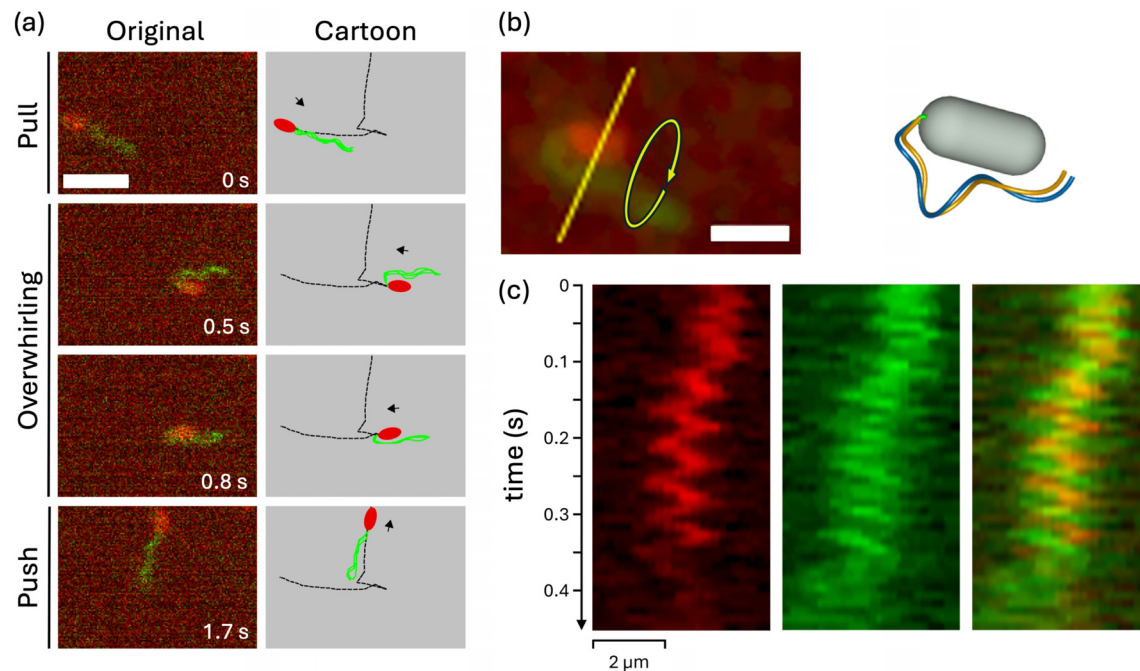 (a)
Original
Cartoon
Pull
0 s
Overwhirling
0.5 s
0.8 s
Push
1.7 s
(b)
(c)
time (s)
0
0.1
0.2
0.3
0.4
2 µm